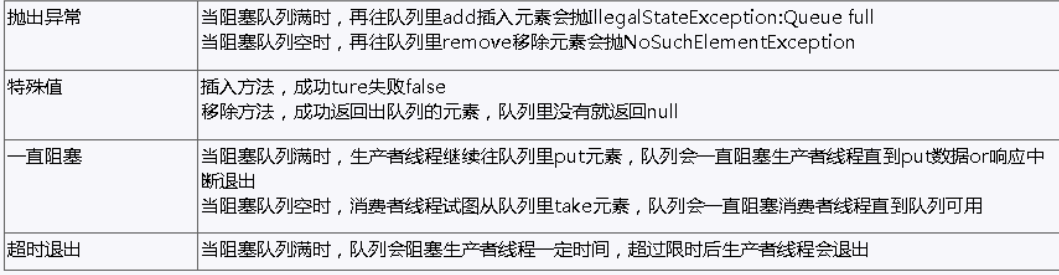 抛出异常
当阻塞队列满时，再往队列里add插入元素会抛IllegalStateException:Queue full
当阻塞队列空时，再往队列里remove移除元素会抛NoSuchElementException
特殊值
插入方法，成功ture失败false
移除方法，成功返回出队列的元素，队列里没有就返回null
一直阻塞
当阻塞队列满时，生产者线程继续往队列里put元素，队列会一直阻塞生产者线程直到put数据or响应中
断退出
当阻塞队列空时，消费者线程试图从队列里take元素，队列会一直阻塞消费者线程直到队列可用
超时退出
当阻塞队列满时，队列会阻塞生产者线程一定时间，超过限时后生产者线程会退出